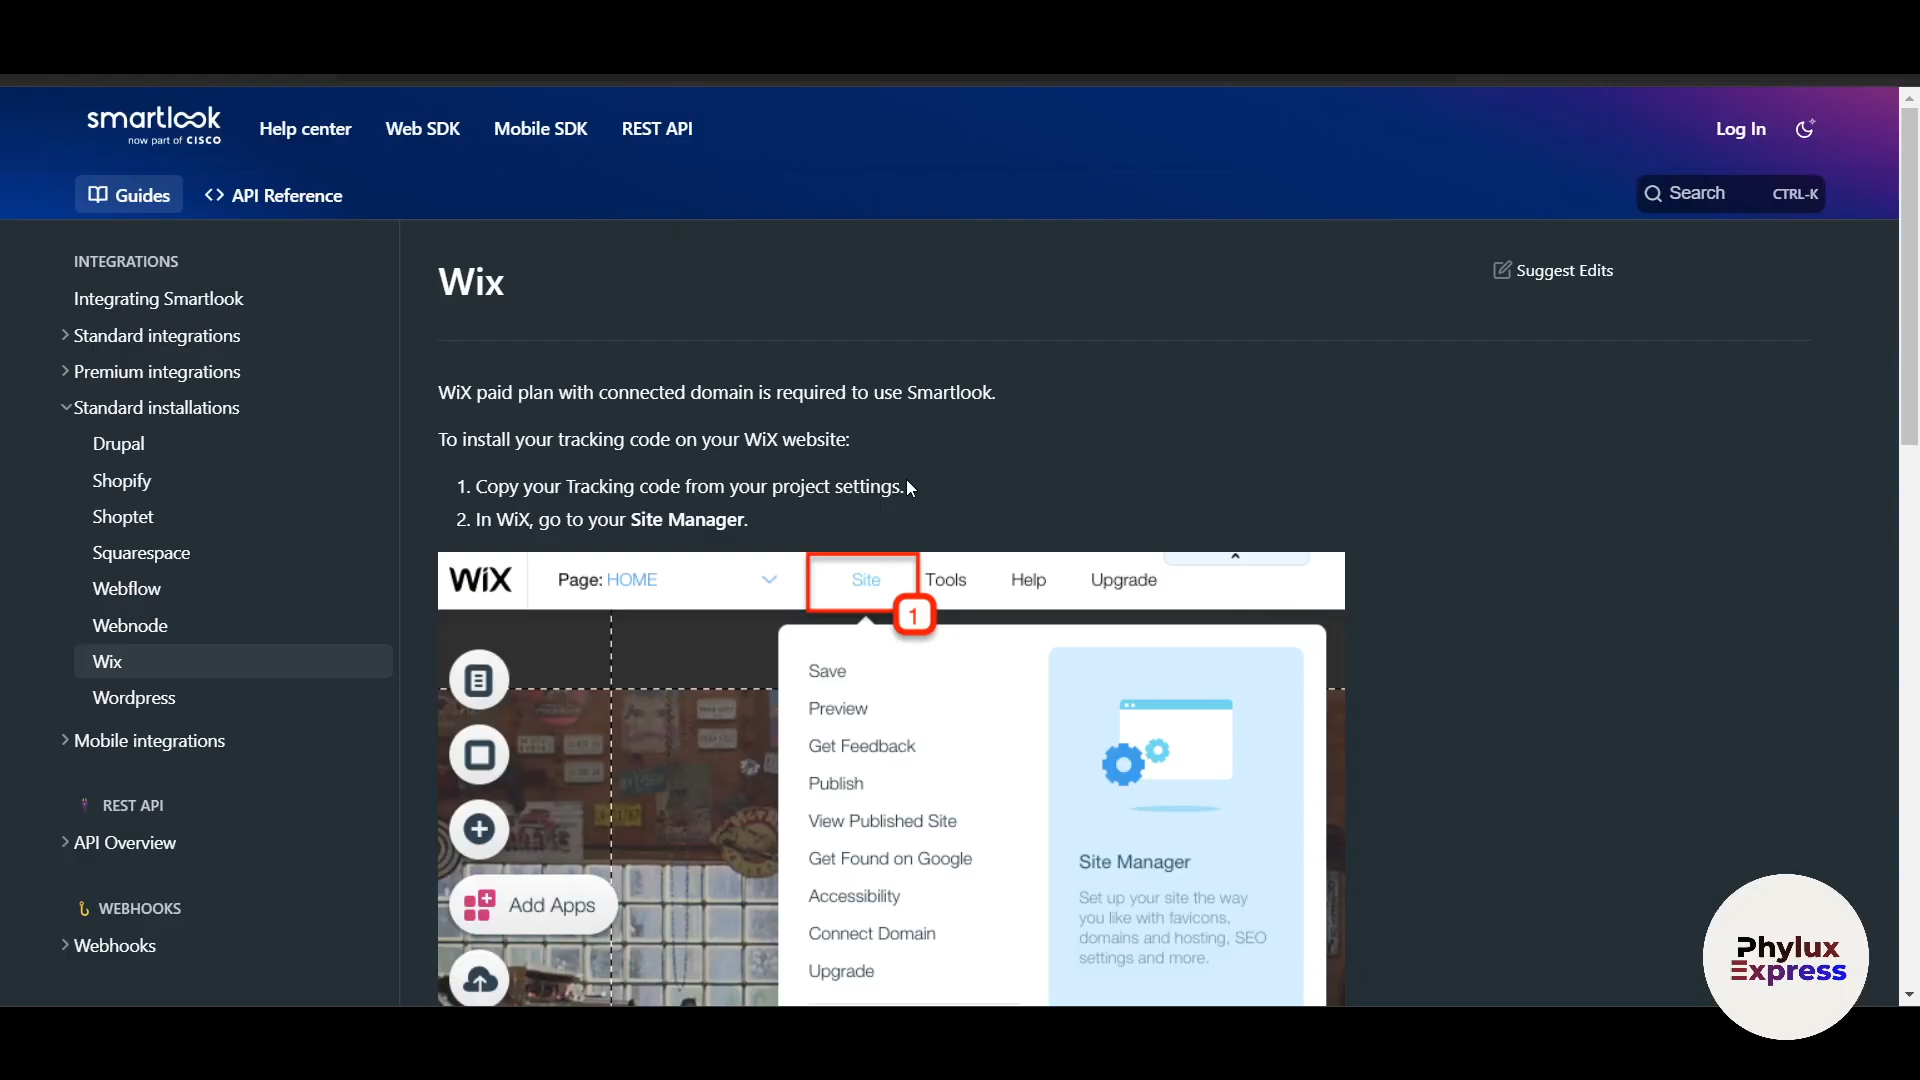 smartlook
now part of CISCO
Help center
Web SDK
Mobile SDK
REST API
Log In
Guides
<> API Reference
Search
CTRL-K
INTEGRATIONS
Integrating Smartlook
Standard integrations
Premium integrations
Standard installations
Drupal
Shopify
Shoptet
Squarespace
Webflow
Webnode
Wix
Wordpress
Mobile integrations
REST API
API Overview
WEBHOOKS
Webhooks
Wix
Suggest Edits
WiX paid plan with connected domain is required to use Smartlook.
To install your tracking code on your WiX website:
1. Copy your Tracking code from your project settings.
2. In WiX, go to your Site Manager.
WiX
Page: HOME
Site
Tools
Help
Upgrade
1
Save
Preview
Get Feedback
Publish
View Published Site
Get Found on Google
Accessibility
Connect Domain
Upgrade
Add Apps
Site Manager
Set up your site the way
you like with favicons,
domains and hosting, SEO
settings and more.
Phylux
Express